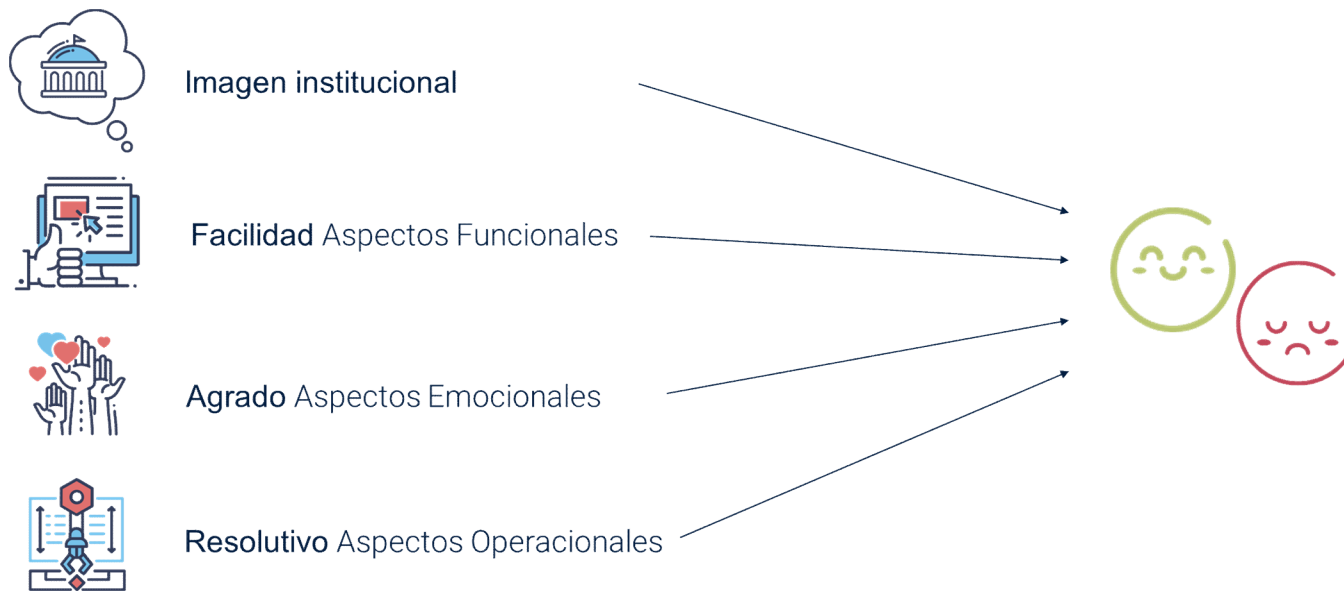 Imagen institucional
Facilidad Aspectos Funcionales
Agrado Aspectos Emocionales
Resolutivo Aspectos Operacionales